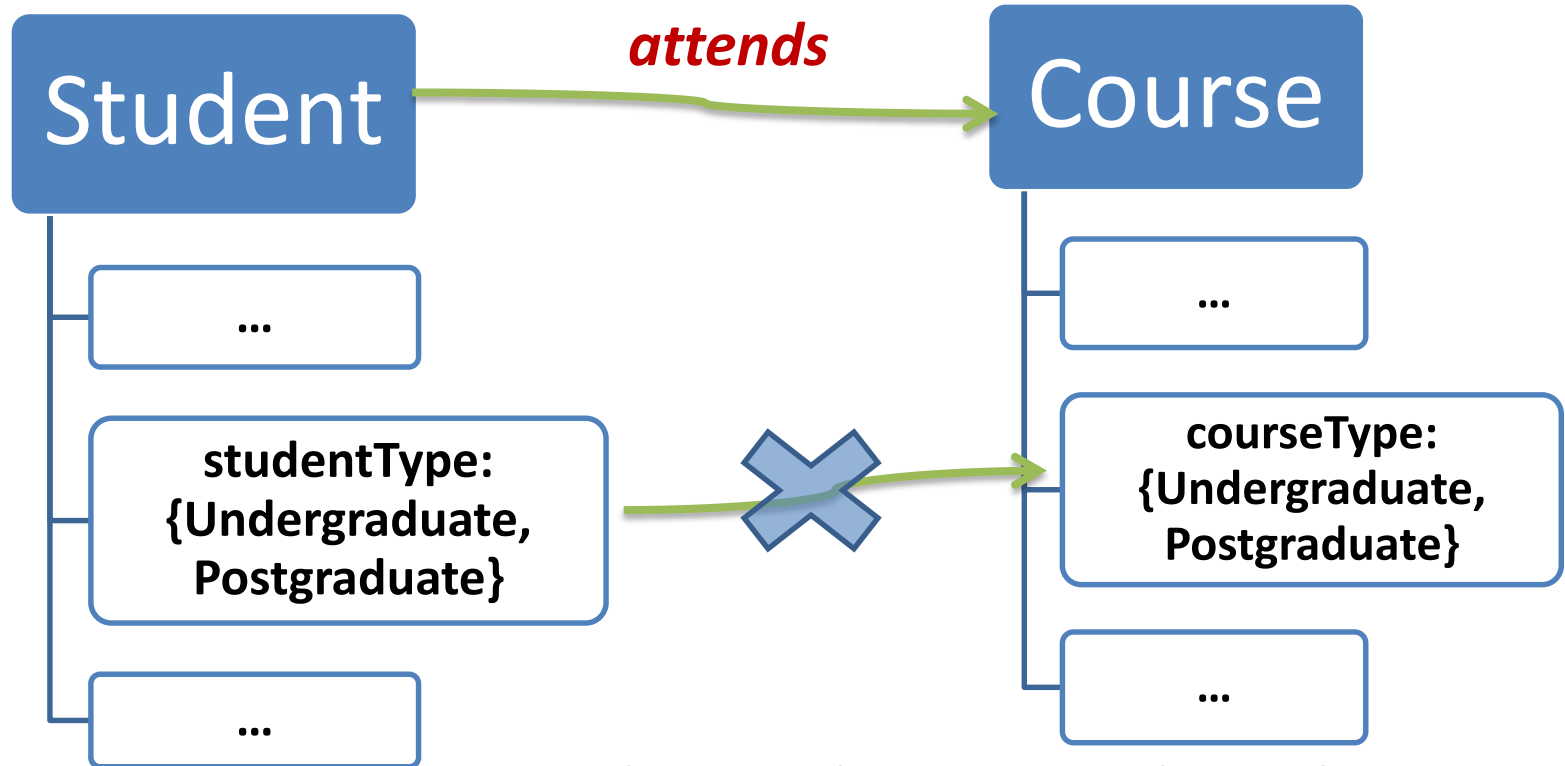 Student
attends
Course
...
...
studentType:
{Undergraduate,
Postgraduate}
courseType:
{Undergraduate,
Postgraduate}
...
...